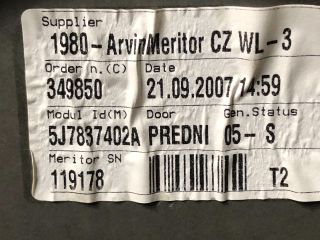 Supplier
1980-ArvinMeritor CZ WL-3
Order n.(C) Date
349850 21.09.2007 14:59
Modul Id(M) Door Gen.Status
5J7837402A PREDNI 05- S
Meritor SN
119178 T2